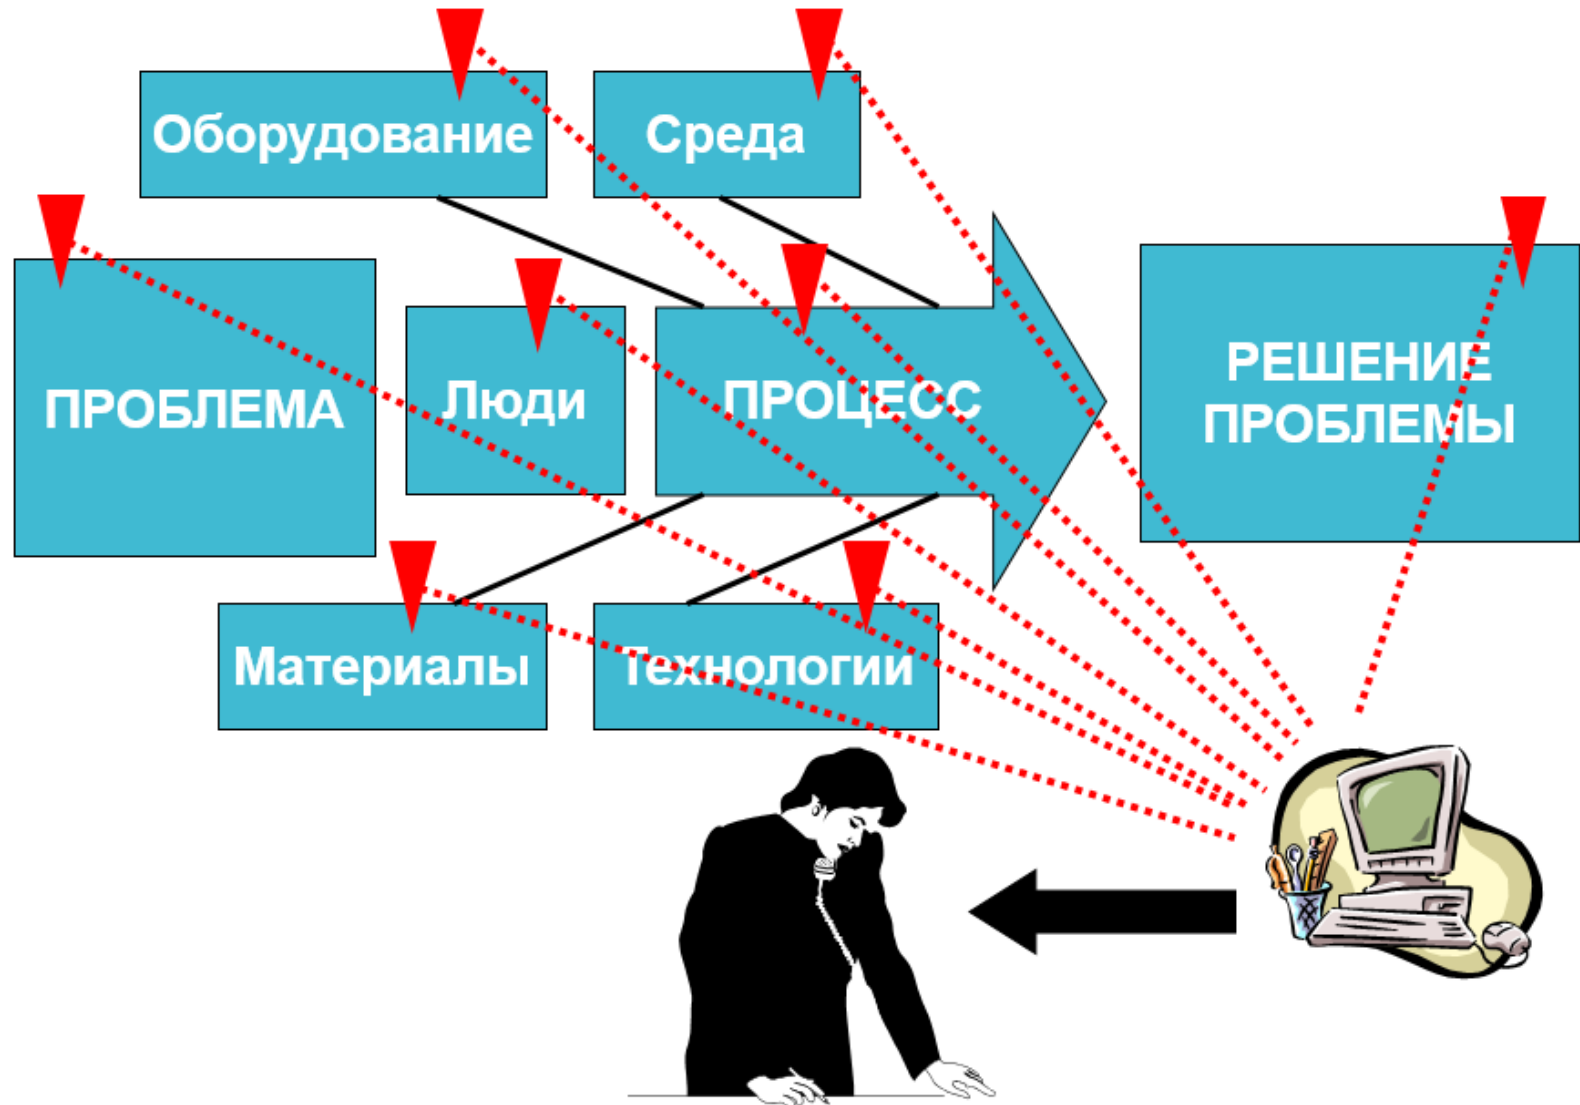 Оборудование
Среда
ПРОБЛЕМА
Люди
ПРОЦЕСС
РЕШЕНИЕ
ПРОБЛЕМЫ
Материалы
Технологии